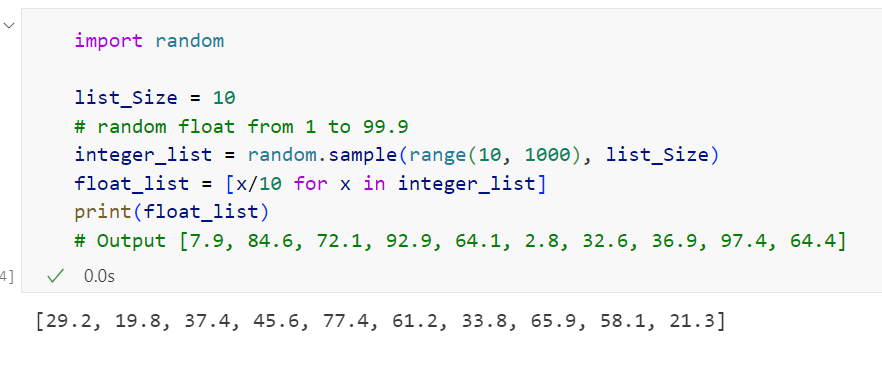 import random
list_Size = 10
# random float from 1 to 99.9
integer_list = random.sample(range(10, 1000), list_Size)
float_list = [x/10 for x in integer_list]
print(float_list)
# Output [7.9, 84.6, 72.1, 92.9, 64.1, 2.8, 32.6, 36.9, 97.4, 64.4]
4] ✓ 0.0s
[29.2, 19.8, 37.4, 45.6, 77.4, 61.2, 33.8, 65.9, 58.1, 21.3]